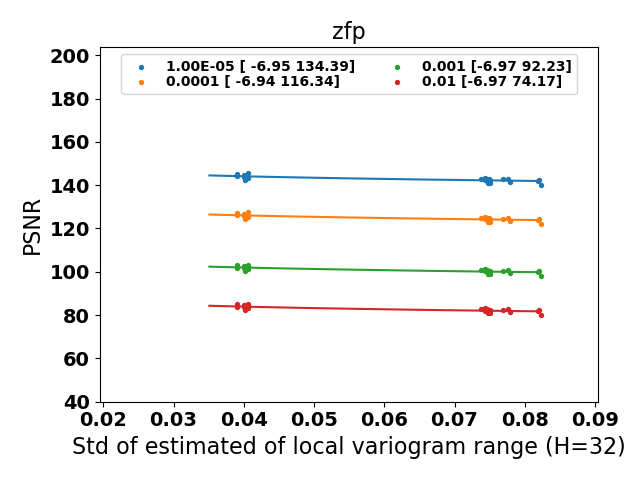 zfp
1.00E-05 [ -6.95 134.39]
0.0001 [ -6.94 116.34]
0.001 [-6.97 92.23]
0.01 [-6.97 74.17]
PSNR
200
180
160
140
120
100
80
60
40
0.02 0.03 0.04 0.05 0.06 0.07 0.08 0.09
Std of estimated of local variogram range (H=32)